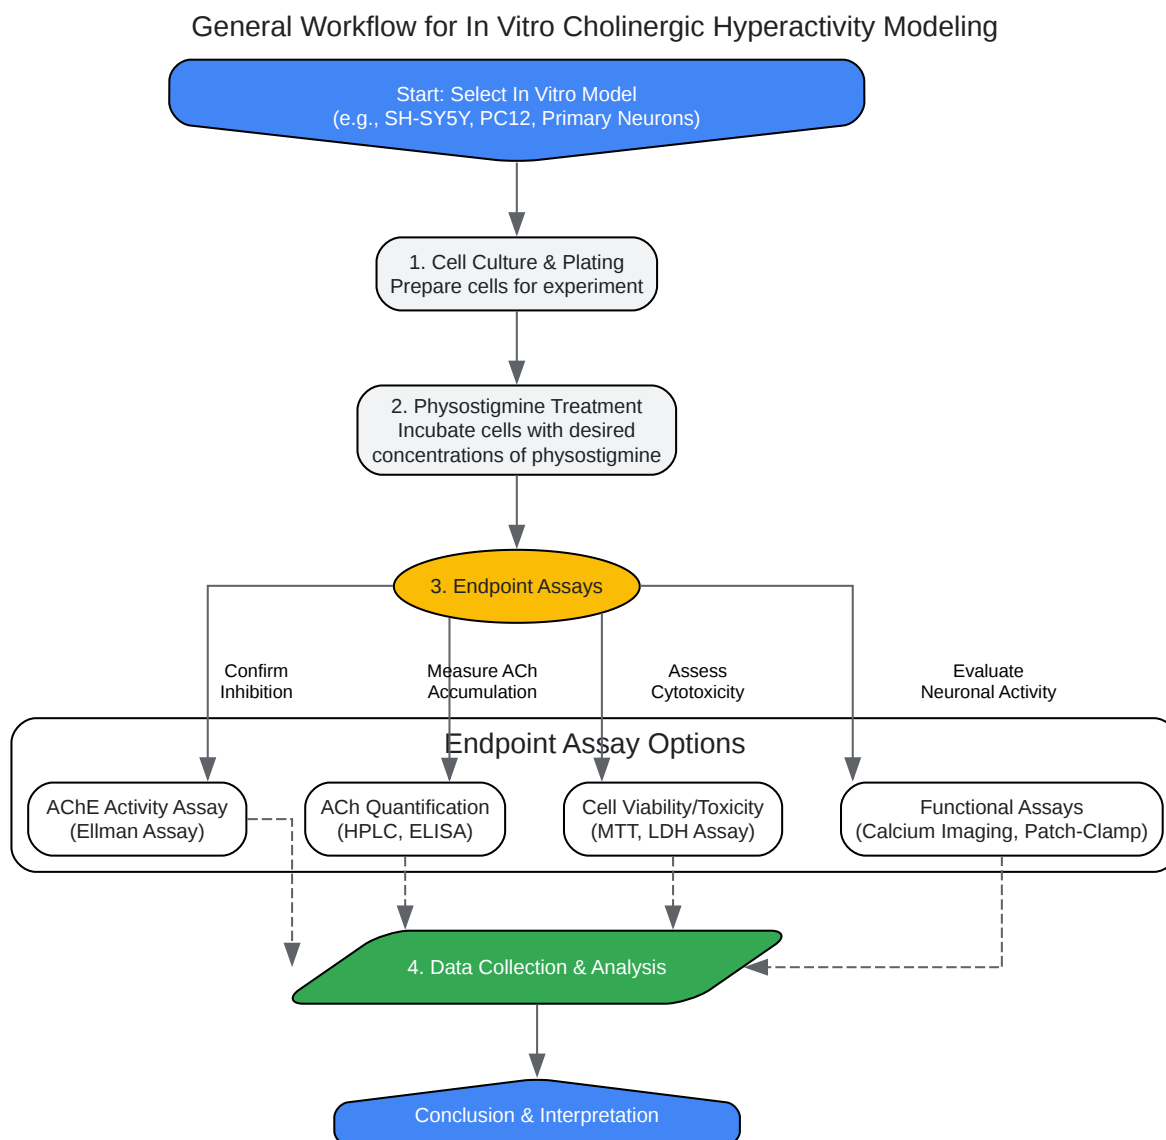 General Workflow for In Vitro Cholinergic Hyperactivity Modeling
Start: Select In Vitro Model
(e.g., SH-SY5Y, PC12, Primary Neurons)
1. Cell Culture & Plating
Prepare cells for experiment
2. Physostigmine Treatment
Incubate cells with desired
concentrations of physostigmine
3. Endpoint Assays
Confirm
Inhibition
Measure ACh
Accumulation
Assess
Cytotoxicity
Evaluate
Neuronal Activity
Endpoint Assay Options
AChE Activity Assay
(Ellman Assay)
ACh Quantification
(HPLC, ELISA)
Cell Viability/Toxicity
(MTT, LDH Assay)
Functional Assays
(Calcium Imaging, Patch-Clamp)
4. Data Collection & Analysis
Conclusion & Interpretation